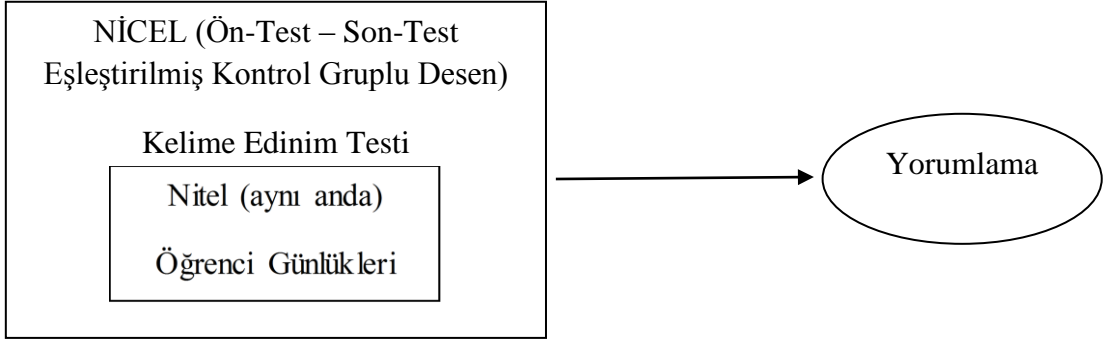 NİCEL (Ön-Test – Son-Test
Eşleştirilmiş Kontrol Gruplu Desen)
Kelime Edinim Testi
Nitel (aynı anda)
Öğrenci Günlükleri
Yorumlama